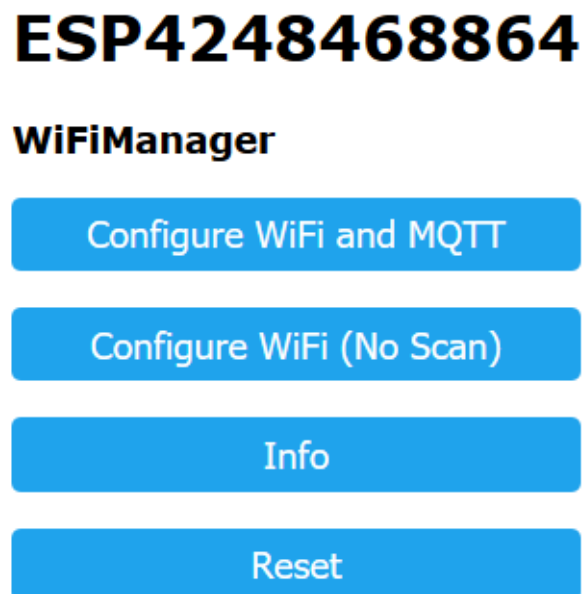 ESP4248468864
WiFiManager
Configure WiFi and MQTT
Configure WiFi (No Scan)
Info
Reset